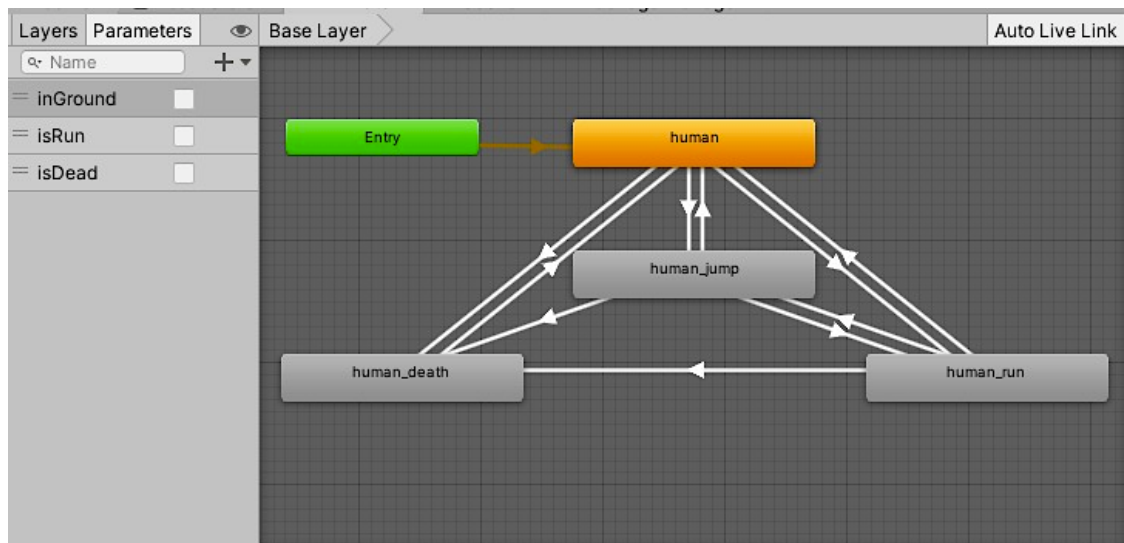 Layers Parameters
Base Layer
Auto Live Link
Name
inGround
isRun
isDead
Entry
human
human_jump
human_death
human_run